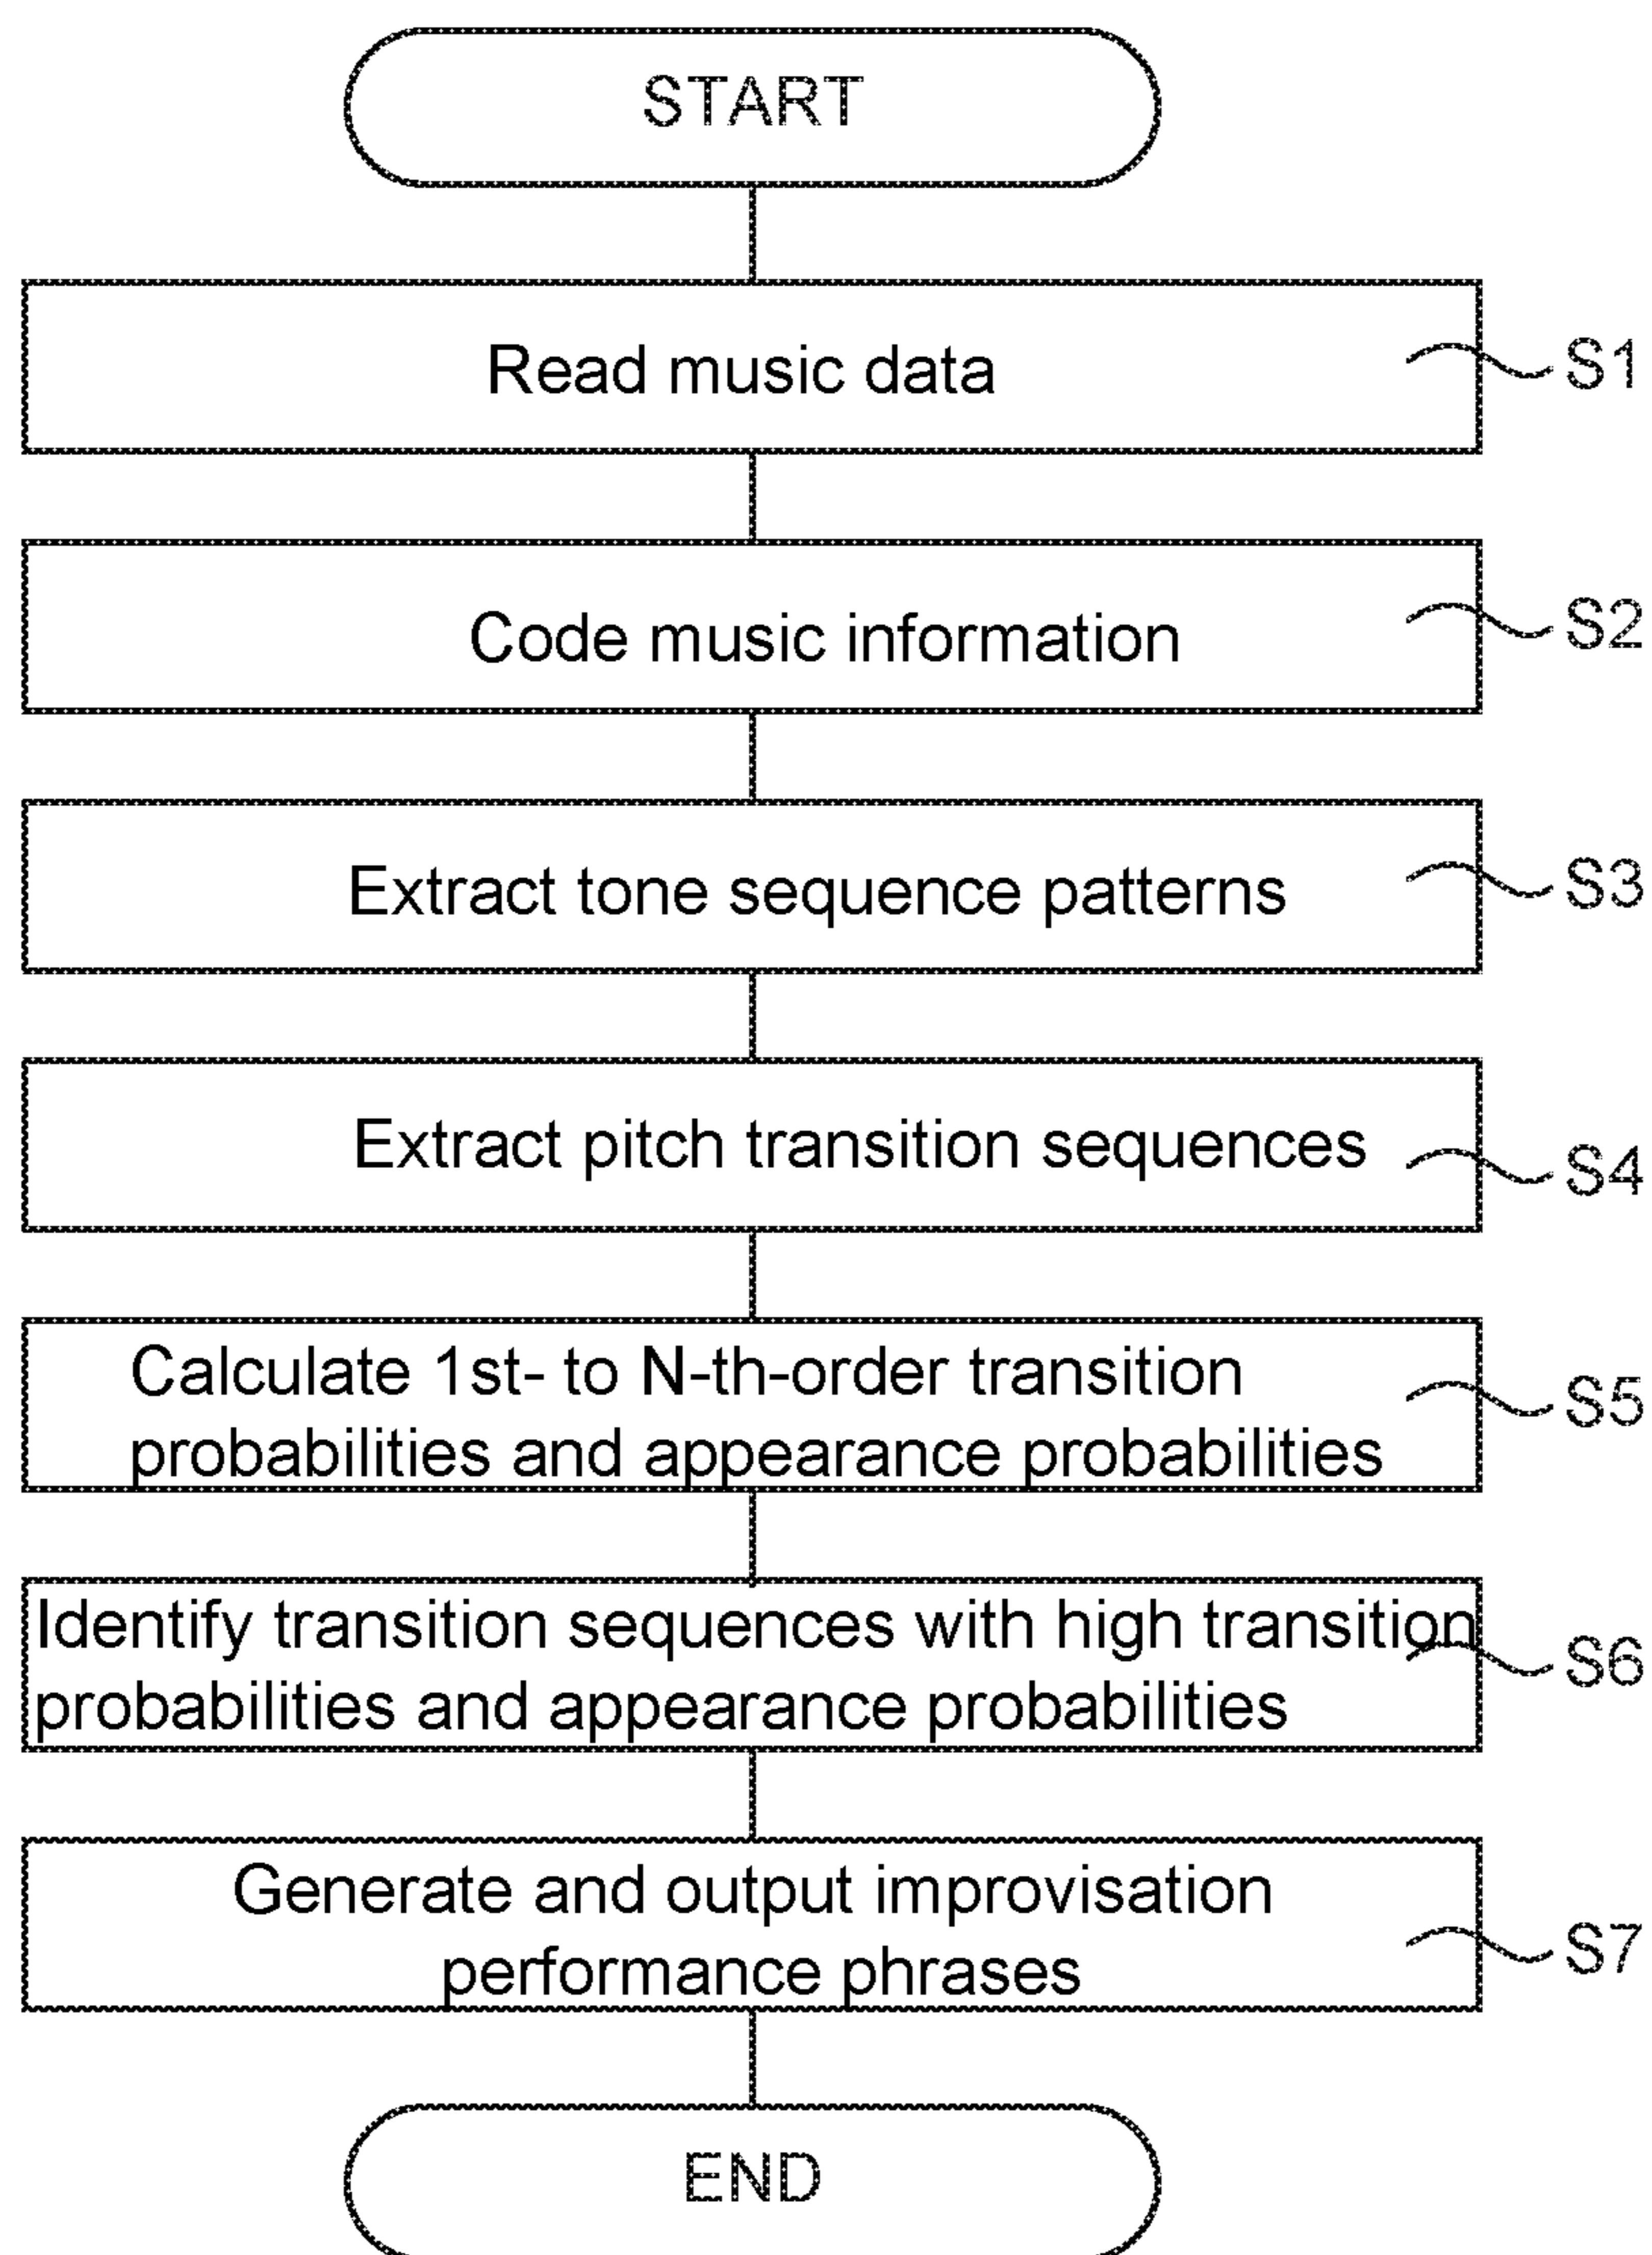 START
Read music data
S1
Code music information
S2
Extract tone sequence patterns
S3
Extract pitch transition sequences
S4
Calculate 1st- to N-th-order transition
probabilities and appearance probabilities
S5
Identify transition sequences with high transition
probabilities and appearance probabilities
S6
Generate and output improvisation
performance phrases
S7
END